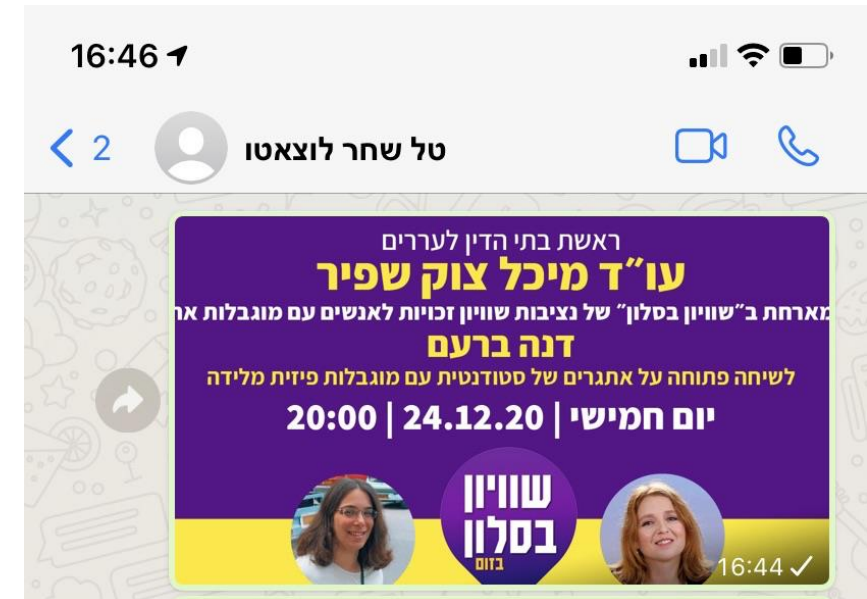 16:46
2
טל שחר לוצאטו
ראשת בתי הדין לעררים
עו״ד מיכל צוק שפיר
מארחת ב״שוויון בסלון״ של נציבות שוויון זכויות לאנשים עם מוגבלות את
דנה ברעם
לשיחה פתוחה על אתגרים של סטודנטית עם מוגבלות פיזית מלידה
יום חמישי | 24.12.20 | 20:00
שוויון
בסלון
בזום
16:44